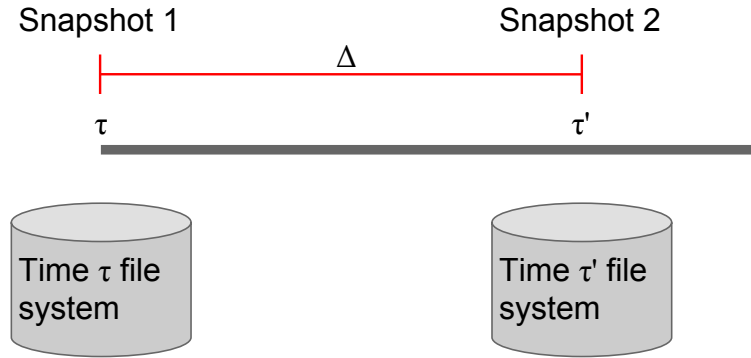 Snapshot 1
Snapshot 2
Δ
τ
τ'
Time τ file
system
Time τ' file
system